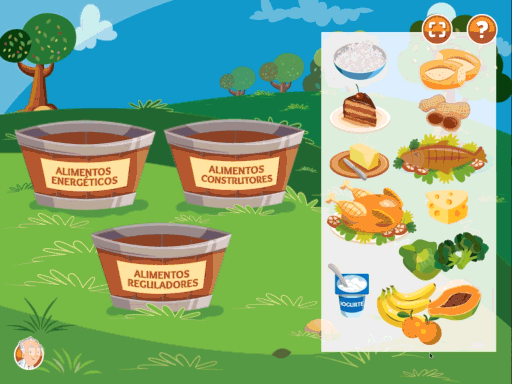 ?
ALIMENTOS
ENERGÉTICOS
ALIMENTOS
CONSTRUTORES
ALIMENTOS
REGULADORES
IOGURTE